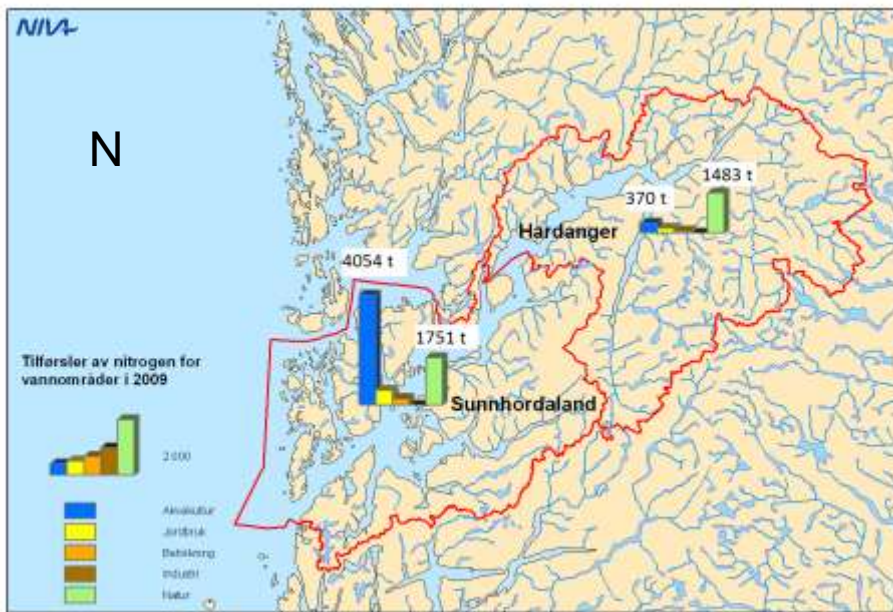 NIVA
N
1483 t
370 t
Hardanger
4054 t
1751 t
Tilførsler av nitrogen for
vannområder i 2009
Sunnhordaland
2 000
Akvakultur
Jordbruk
Befolkning
Industri
Natur